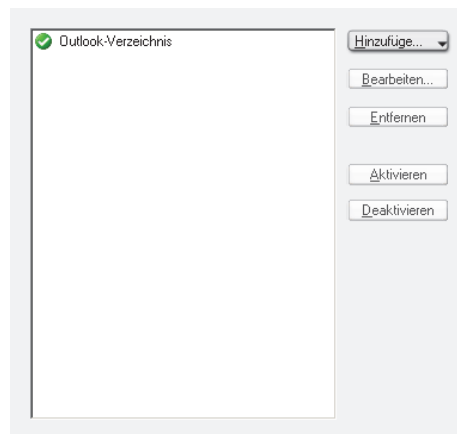 Outlook-Verzeichnis
Hinzufüge...
Bearbeiten...
Entfernen
Aktivieren
Deaktivieren